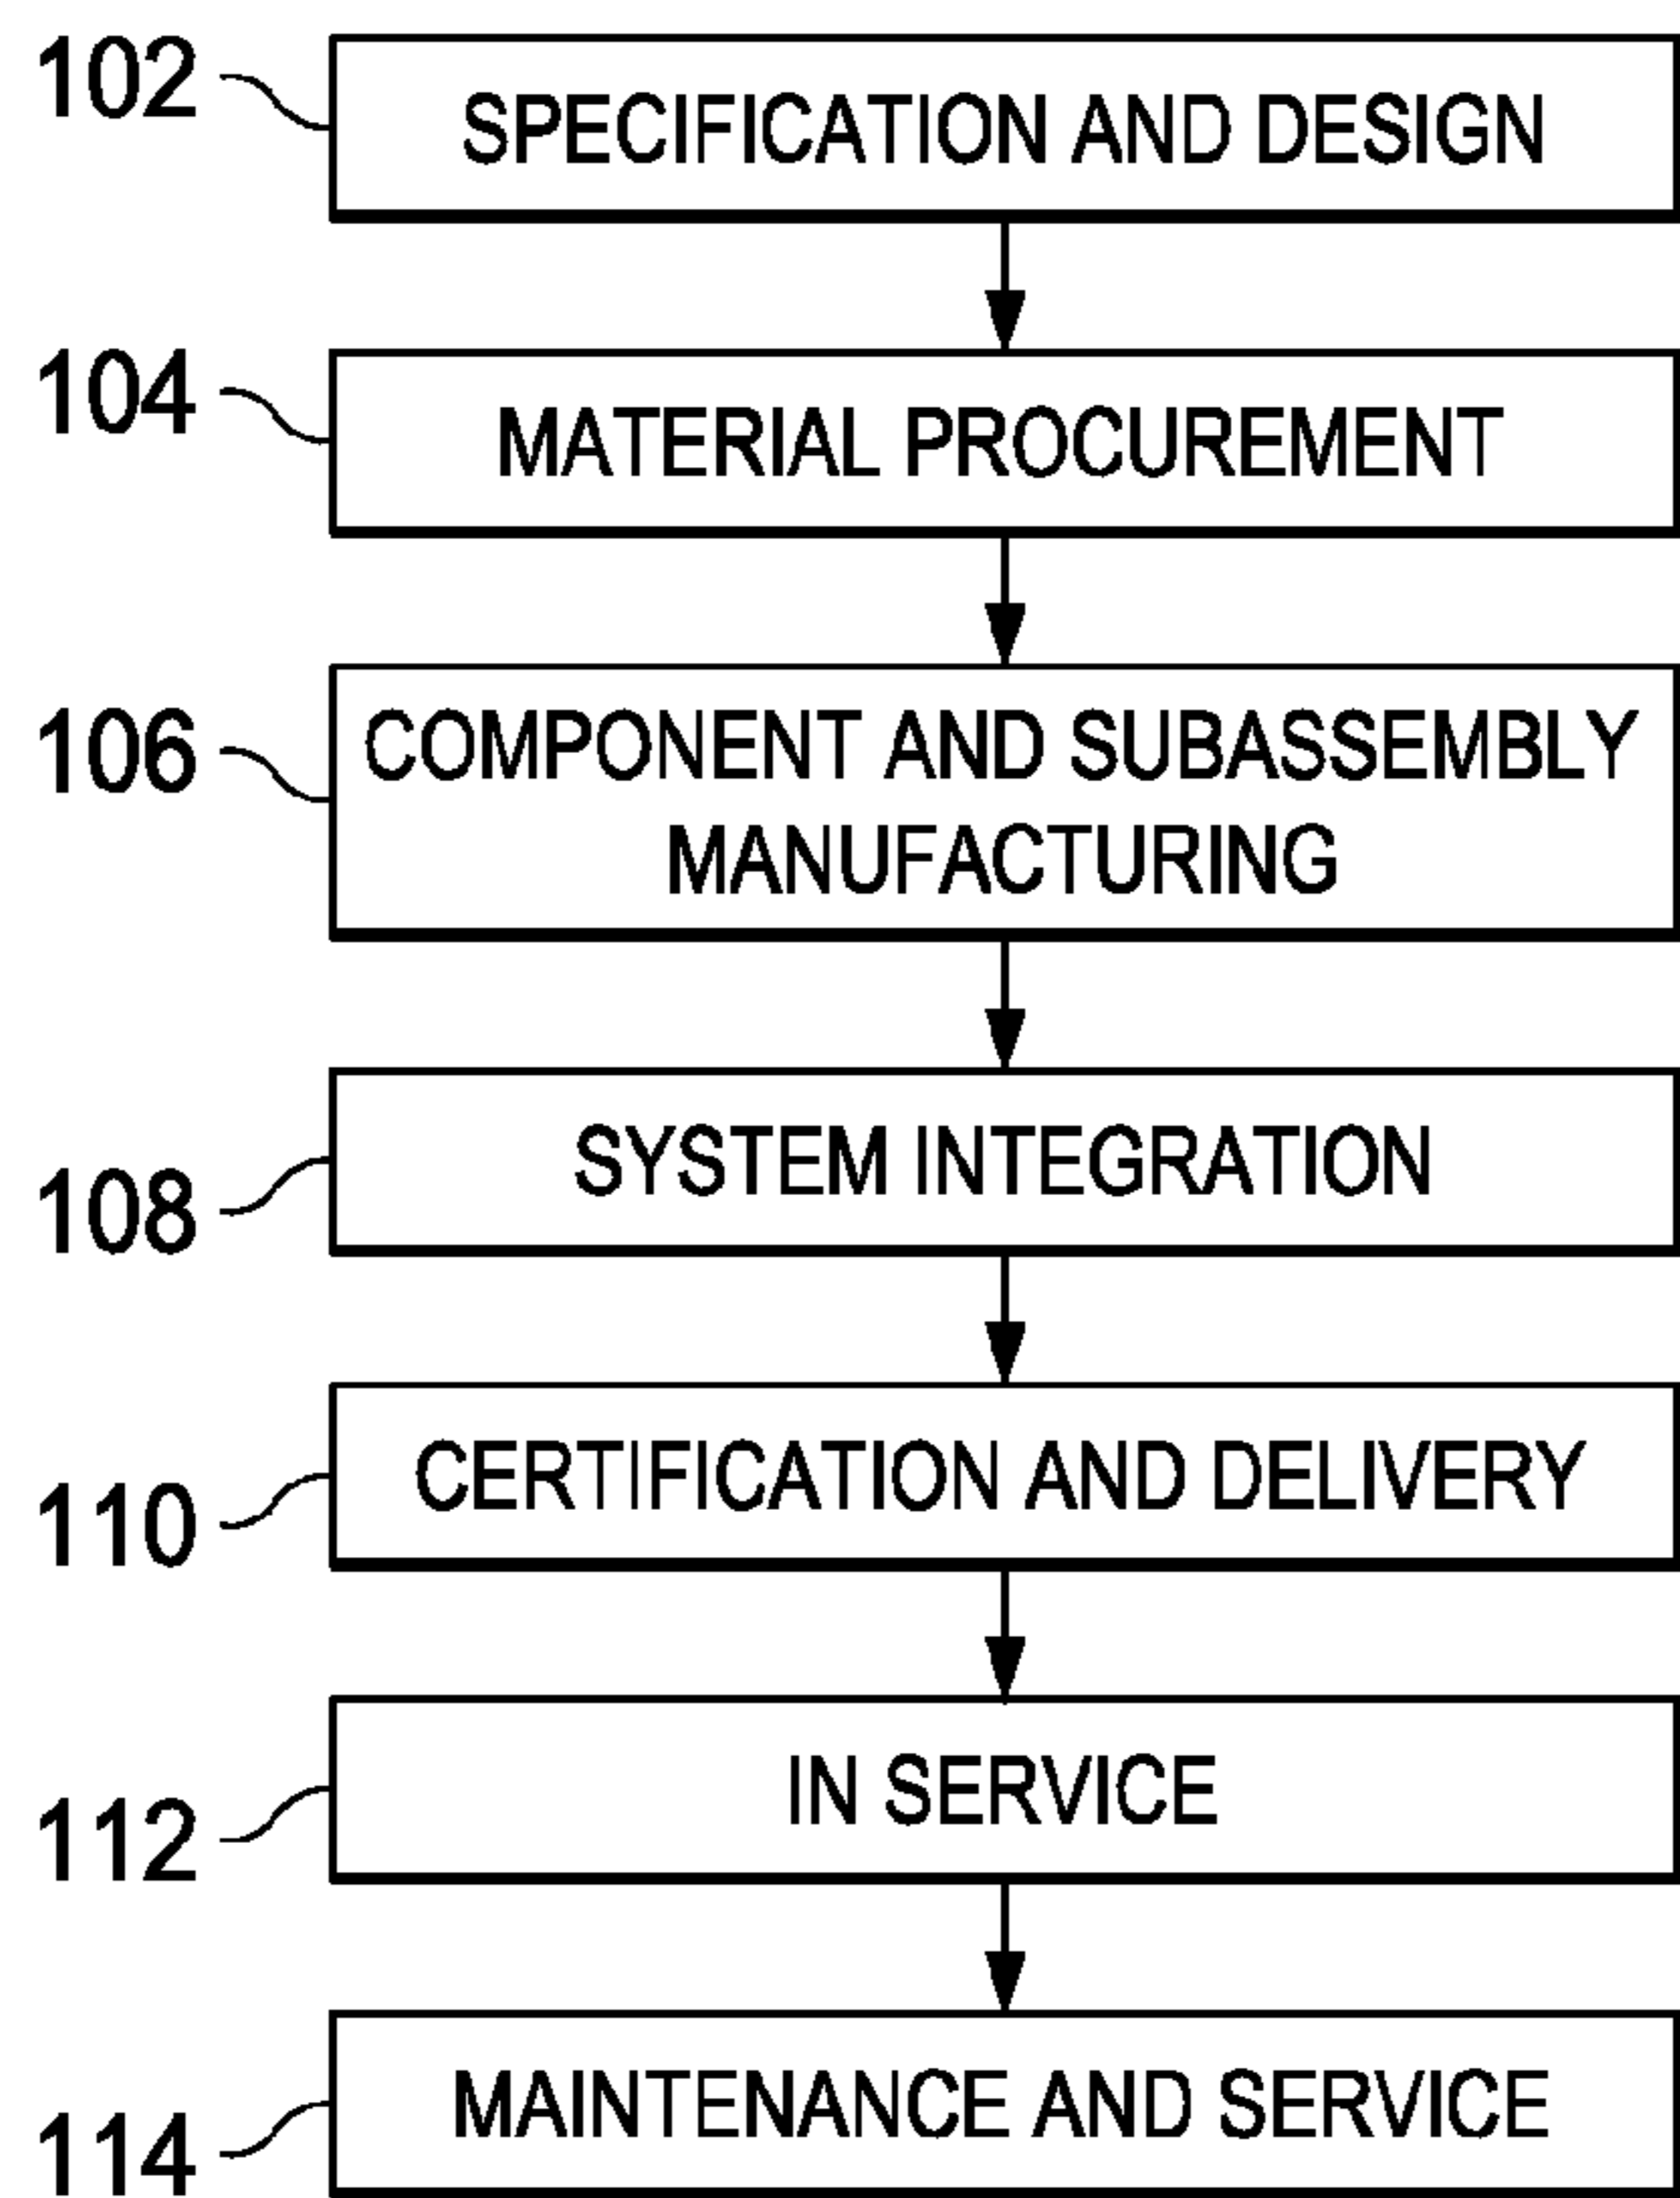 102 SPECIFICATION AND DESIGN
104 MATERIAL PROCUREMENT
106 COMPONENT AND SUBASSEMBLY
MANUFACTURING
108 SYSTEM INTEGRATION
110 CERTIFICATION AND DELIVERY
112 IN SERVICE
114 MAINTENANCE AND SERVICE